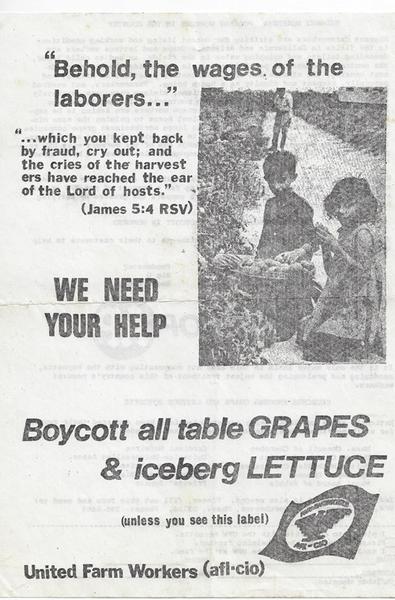 “Behold, the wages of the
laborers...”
“...which you kept back
by fraud, cry out; and
the cries of the harvest
ers have reached the ear
of the Lord of hosts.”
(James 5:4 RSV)
WE NEED
YOUR HELP
Boycott all table GRAPES
& iceberg LETTUCE
(unless you see this label)
AFL-CIO
United Farm Workers (afl-cio)